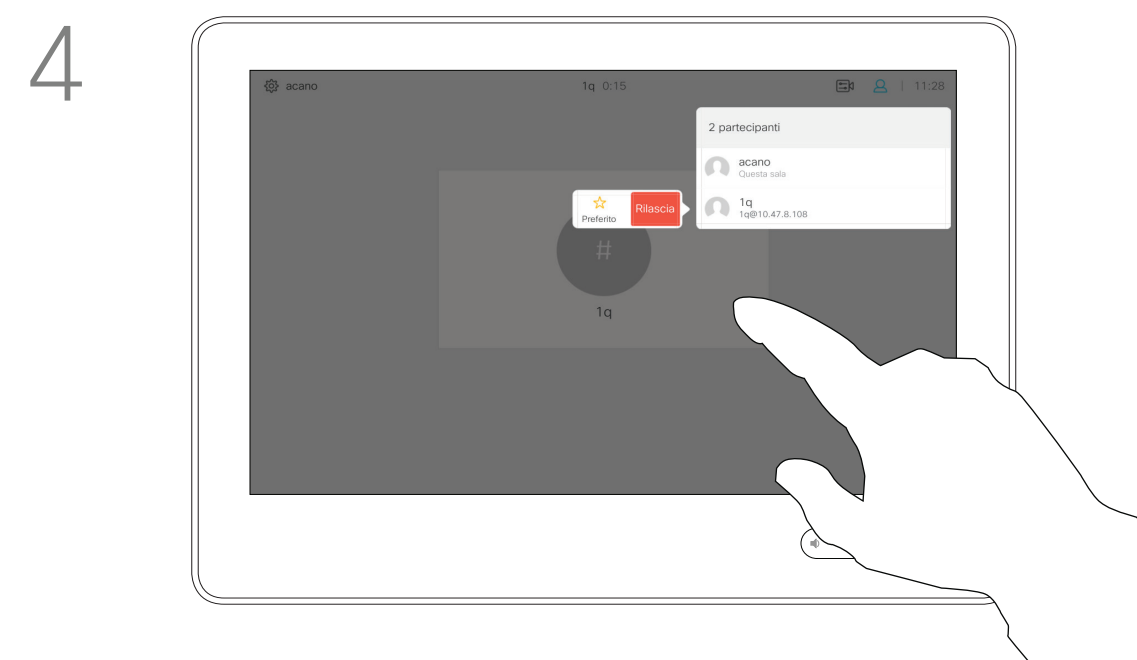 4
acano
1q 0:15
11:28
2 partecipanti
acano
Questa sala
Preferito
Rilascia
1q
1q@10.47.8.108
#
1q